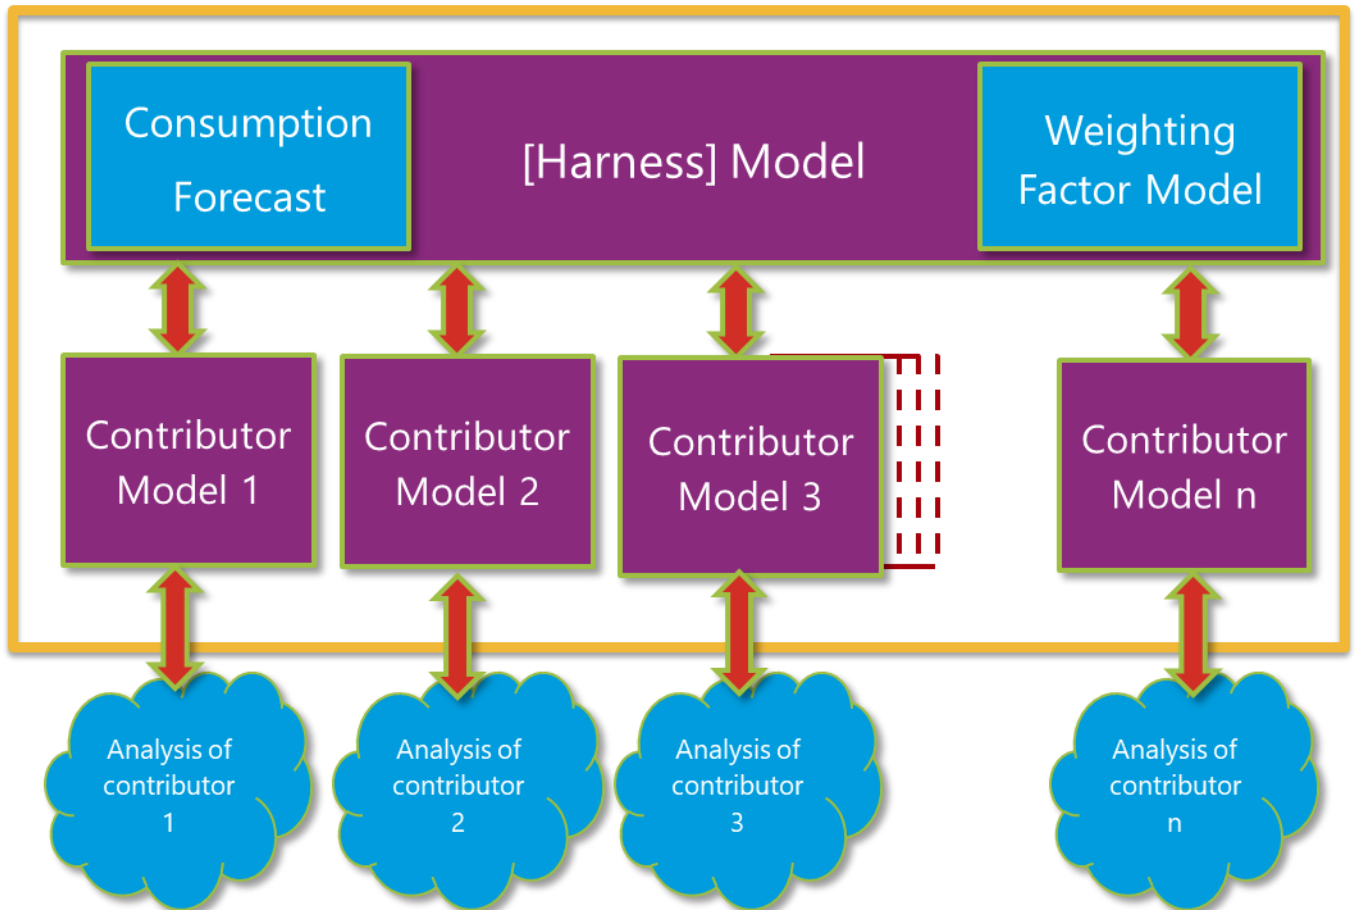 Consumption
Forecast
[Harness] Model
Weighting
Factor Model
Contributor
Model 1
Contributor
Model 2
Contributor
Model 3
Contributor
Model n
Analysis of
contributor
1
Analysis of
contributor
2
Analysis of
contributor
3
Analysis of
contributor
n